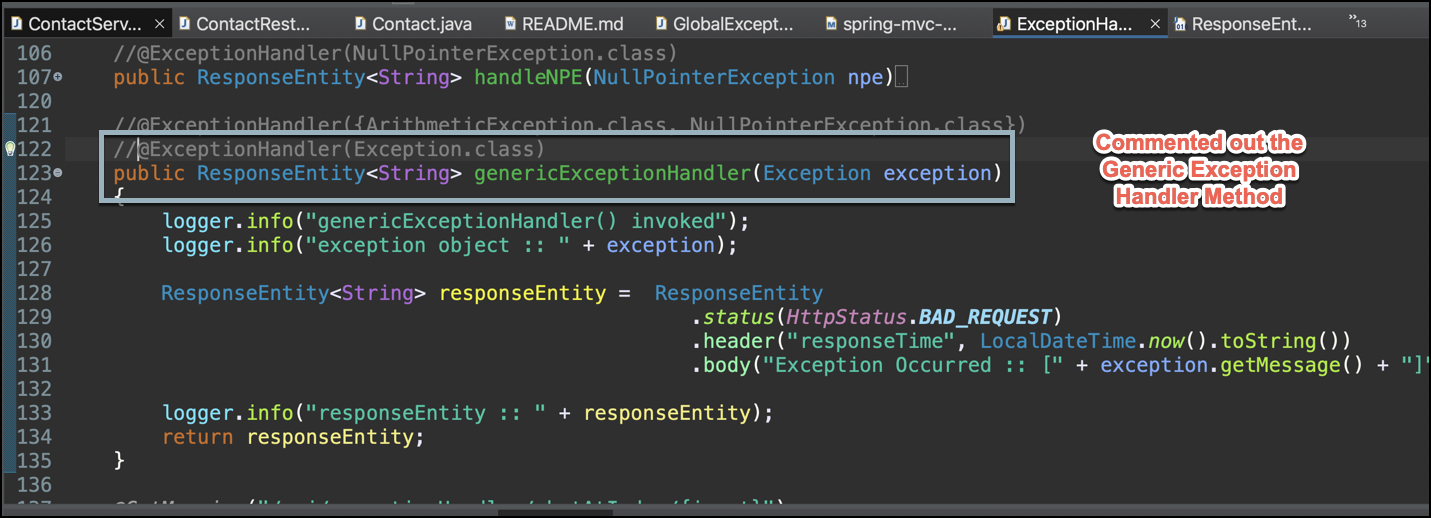 ContactServ... ContactRest... Contact.java README.md GlobalExcept... spring-mvc-... ExceptionHa... ResponseEnt... »13
106 //@ExceptionHandler(NullPointerException.class)
107 public ResponseEntity<String> handleNPE(NullPointerException npe)
120
121 //@ExceptionHandler({ArithmeticException.class, NullPointerException.class})
122 //@ExceptionHandler(Exception.class)
123 public ResponseEntity<String> genericExceptionHandler(Exception exception)
124 {
125 logger.info("genericExceptionHandler() invoked");
126 logger.info("exception object :: " + exception);
127
128 ResponseEntity<String> responseEntity = ResponseEntity
129 .status(HttpStatus.BAD_REQUEST)
130 .header("responseTime", LocalDateTime.now().toString())
131 .body("Exception Occurred :: [" + exception.getMessage() + "]"
132
133 logger.info("responseEntity :: " + responseEntity);
134 return responseEntity;
135 }
136
Commented out the
Generic Exception
Handler Method